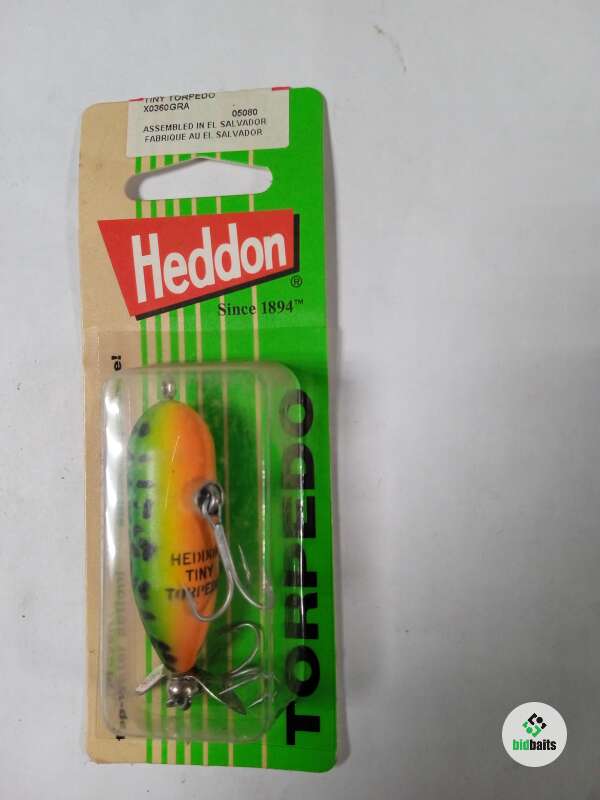 TINY TORPEDO
X0360GRA 05080
ASSEMBLED IN EL SALVADOR
FABRIQUE AU EL SALVADOR
Heddon®
Since 1894™
TORPEDO
HEDDON
TINY
TORPEDO
bidbaits